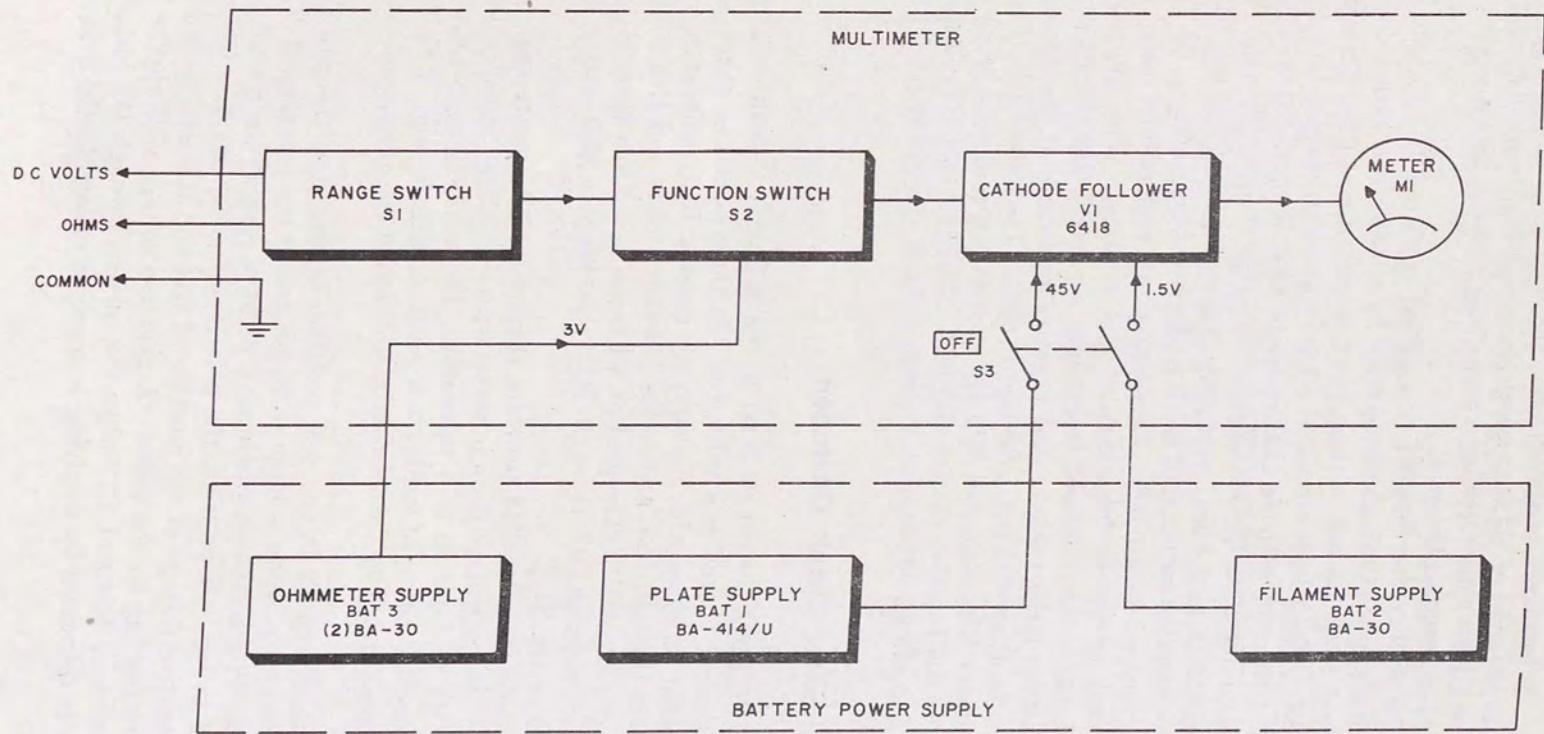 MULTIMETER
D C VOLTS
OHMS
COMMON
RANGE SWITCH
S1
FUNCTION SWITCH
S2
CATHODE FOLLOWER
V1
6418
METER
M1
3V
45V
1.5V
OFF
S3
OHMMETER SUPPLY
BAT 3
(2) BA-30
PLATE SUPPLY
BAT 1
BA-414/U
FILAMENT SUPPLY
BAT 2
BA-30
BATTERY POWER SUPPLY